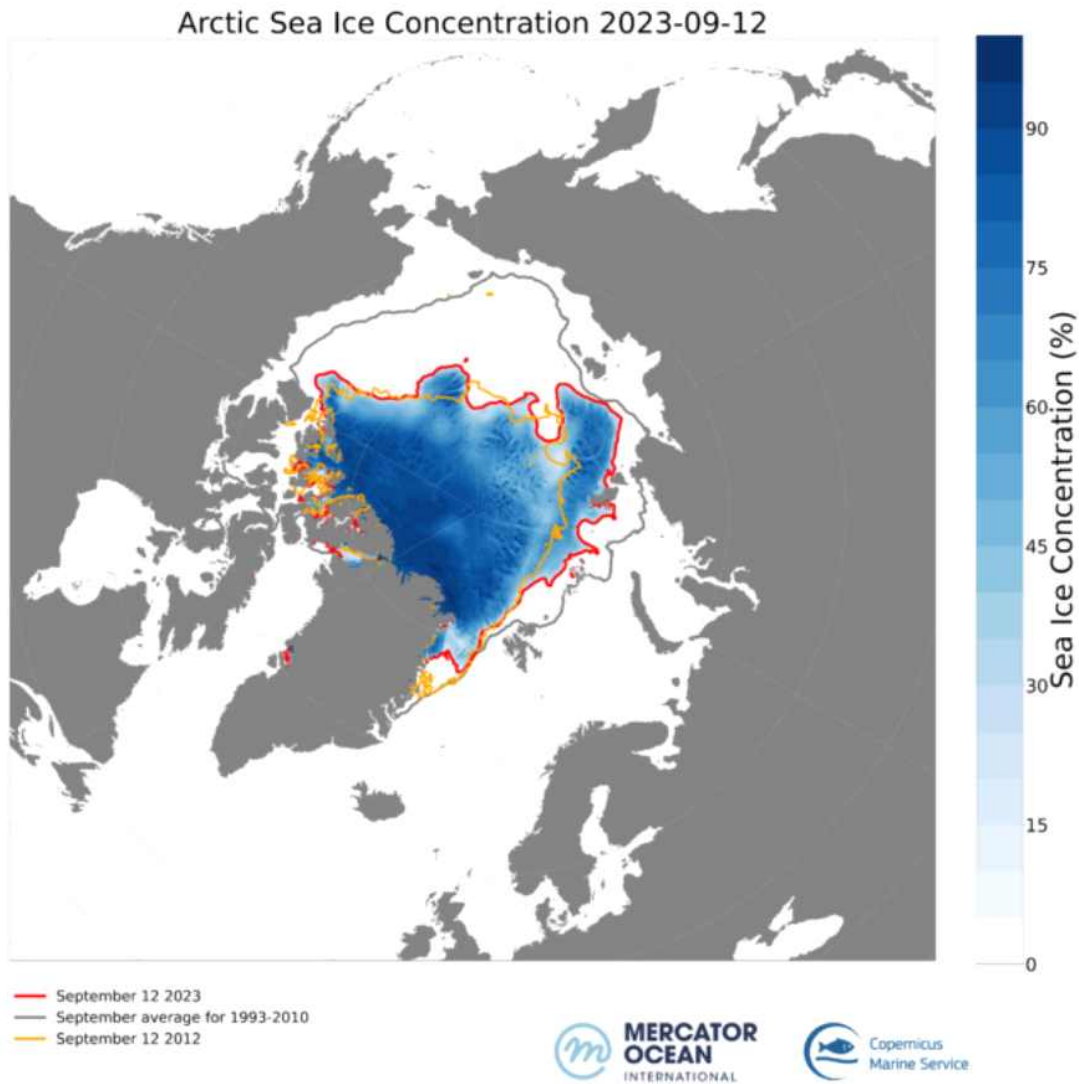 Arctic Sea Ice Concentration 2023-09-12
90
75
60
45
30
15
0
Sea Ice Concentration (%)
September 12 2023
September average for 1993-2010
September 12 2012
MERCATOR
OCEAN
INTERNATIONAL
Copernicus
Marine Service